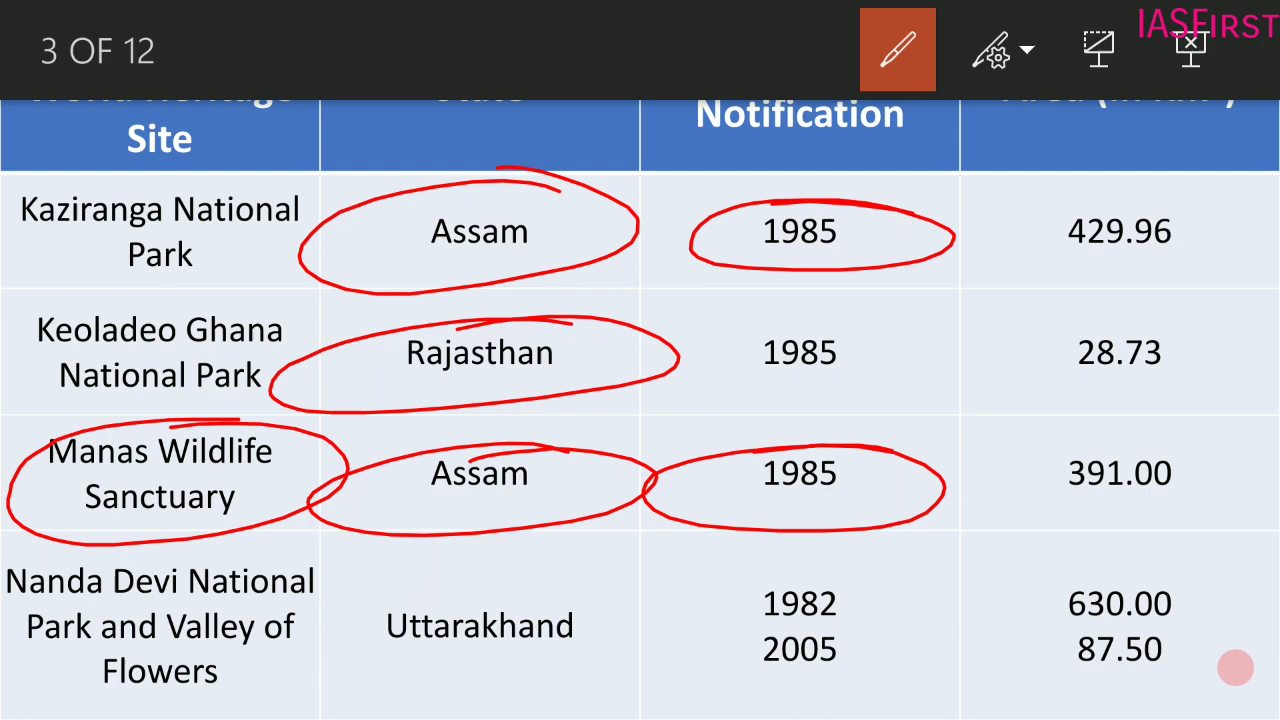 IASFIRST
3 OF 12
Site
Notification
Kaziranga National
Park
Assam
1985
429.96
Keoladeo Ghana
National Park
Rajasthan
1985
28.73
Manas Wildlife
Sanctuary
Assam
1985
391.00
Nanda Devi National
Park and Valley of
Flowers
Uttarakhand
1982
2005
630.00
87.50